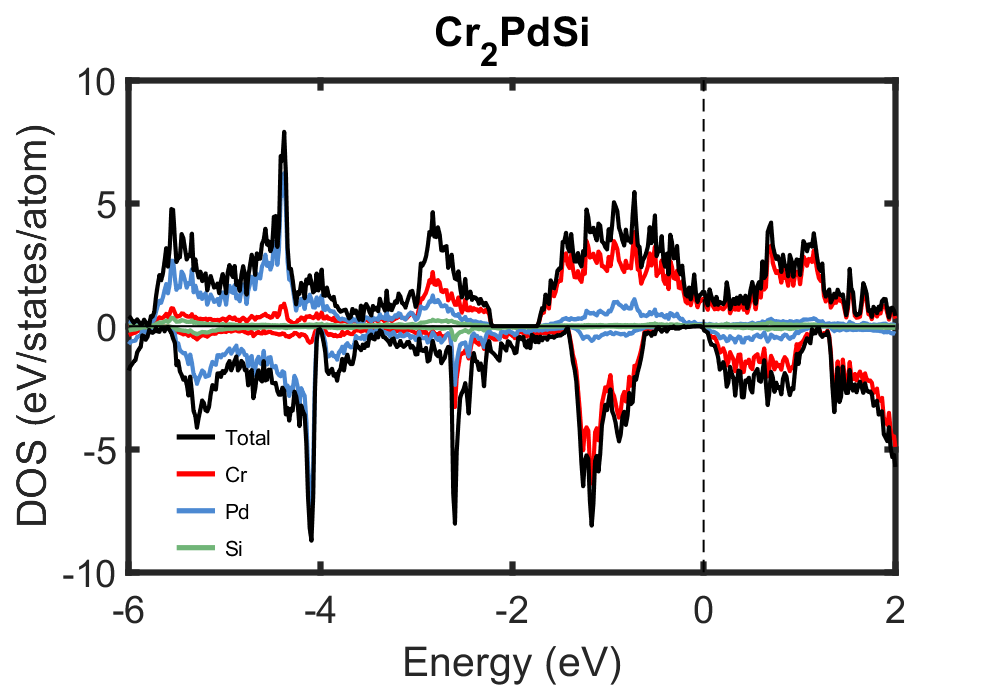 Cr2PdSi
10
5
0
-5
-10
DOS (eV/states/atom)
Total
Cr
Pd
Si
-6 -4 -2 0 2
Energy (eV)